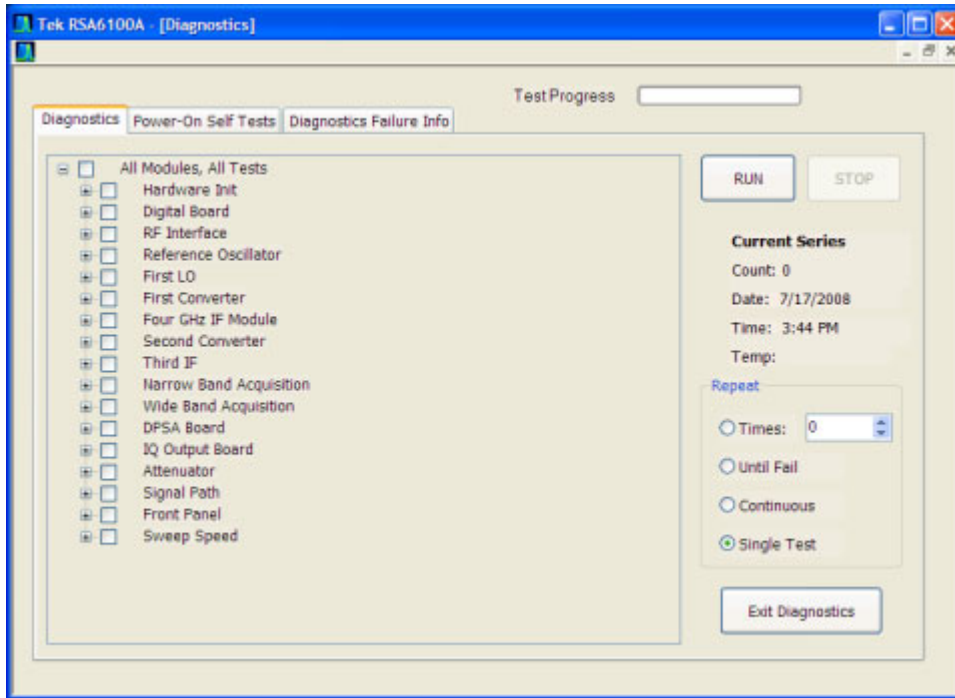 Tek RSA6100A - [Diagnostics]
Test Progress
Diagnostics
Power-On Self Tests
Diagnostics Failure Info
All Modules, All Tests
Hardware Init
Digital Board
RF Interface
Reference Oscillator
First LO
First Converter
Four GHz IF Module
Second Converter
Third IF
Narrow Band Acquisition
Wide Band Acquisition
DPSA Board
IQ Output Board
Attenuator
Signal Path
Front Panel
Sweep Speed
RUN
STOP
Current Series
Count: 0
Date: 7/17/2008
Time: 3:44 PM
Temp:
Repeat
Times: 0
Until Fail
Continuous
Single Test
Exit Diagnostics